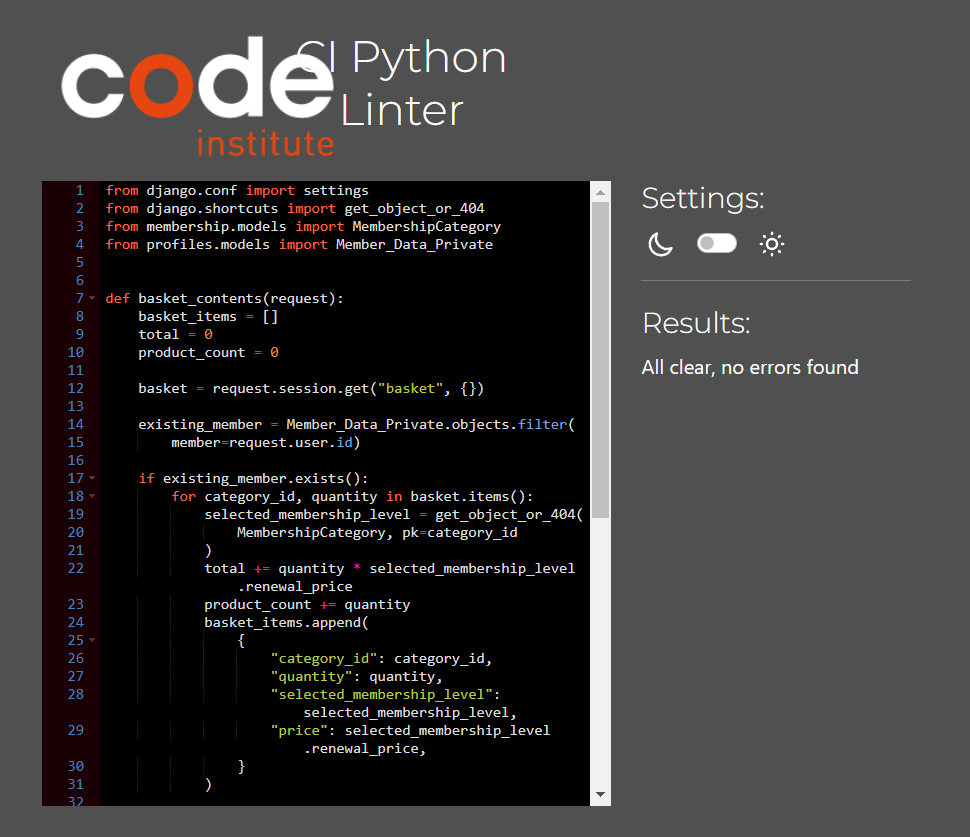 code
institute
CI Python
Linter
1 from django.conf import settings
2 from django.shortcuts import get_object_or_404
3 from membership.models import MembershipCategory
4 from profiles.models import Member_Data_Private
5
6
7 def basket_contents(request):
8     basket_items = []
9     total = 0
10     product_count = 0
11
12     basket = request.session.get("basket", {})
13
14     existing_member = Member_Data_Private.objects.filter(
15         member=request.user.id)
16
17     if existing_member.exists():
18         for category_id, quantity in basket.items():
19             selected_membership_level = get_object_or_404(
20                 MembershipCategory, pk=category_id
21             )
22             total += quantity * selected_membership_level
                .renewal_price
23             product_count += quantity
24             basket_items.append(
25                 {
26                     "category_id": category_id,
27                     "quantity": quantity,
28                     "selected_membership_level":
                        selected_membership_level,
29                     "price": selected_membership_level
                        .renewal_price,
30                 }
31             )
32
Settings:
Results:
All clear, no errors found